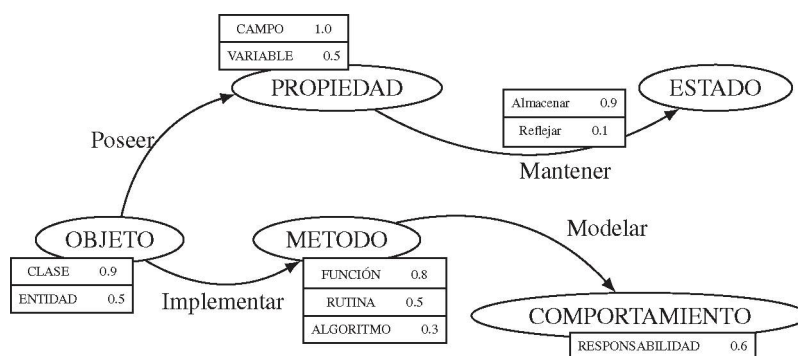 CAMPO 1.0
VARIABLE 0.5
PROPIEDAD
ESTADO
Almacenar 0.9
Reflejar 0.1
Poseer
Mantener
OBJETO
METODO
Modelar
CLASE 0.9
ENTIDAD 0.5
Implementar
FUNCIÓN 0.8
RUTINA 0.5
ALGORITMO 0.3
COMPORTAMIENTO
RESPONSABILIDAD 0.6